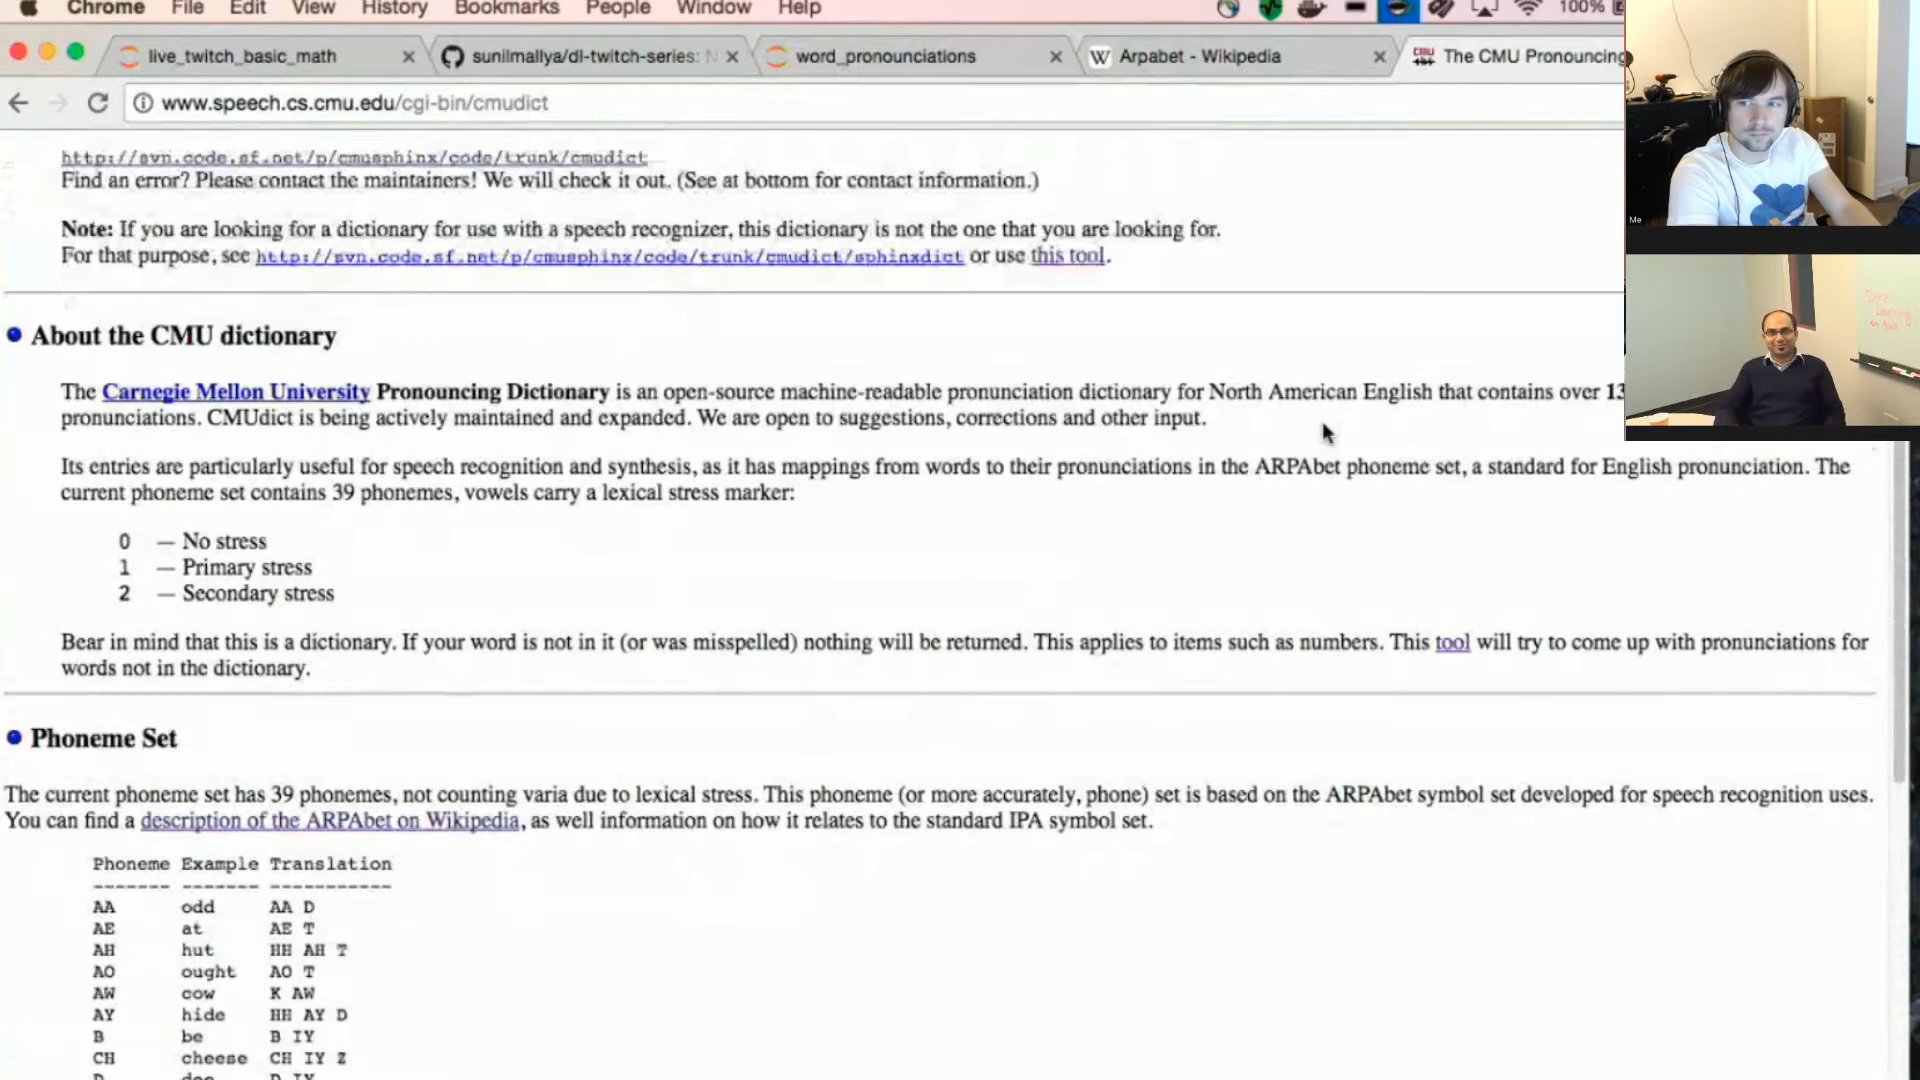 Chrome File Edit View History Bookmarks People Window Help 100%
live_twitch_basic_math
sunilmallya/dl-twitch-series: N
word_pronounciations
Arpabet - Wikipedia
The CMU Pronouncing
www.speech.cs.cmu.edu/cgi-bin/cmudict
http://svn.code.sf.net/p/cmusphinx/code/trunk/cmudict
Find an error? Please contact the maintainers! We will check it out. (See at bottom for contact information.)
Note: If you are looking for a dictionary for use with a speech recognizer, this dictionary is not the one that you are looking for.
For that purpose, see http://svn.code.sf.net/p/cmusphinx/code/trunk/cmudict/sphinxdict or use this tool.
About the CMU dictionary
The Carnegie Mellon University Pronouncing Dictionary is an open-source machine-readable pronunciation dictionary for North American English that contains over 13
pronunciations. CMUdict is being actively maintained and expanded. We are open to suggestions, corrections and other input.
Its entries are particularly useful for speech recognition and synthesis, as it has mappings from words to their pronunciations in the ARPAbet phoneme set, a standard for English pronunciation. The
current phoneme set contains 39 phonemes, vowels carry a lexical stress marker:
0 — No stress
1 — Primary stress
2 — Secondary stress
Bear in mind that this is a dictionary. If your word is not in it (or was misspelled) nothing will be returned. This applies to items such as numbers. This tool will try to come up with pronunciations for
words not in the dictionary.
Phoneme Set
The current phoneme set has 39 phonemes, not counting varia due to lexical stress. This phoneme (or more accurately, phone) set is based on the ARPAbet symbol set developed for speech recognition uses.
You can find a description of the ARPAbet on Wikipedia, as well information on how it relates to the standard IPA symbol set.
Phoneme Example Translation
------- ------- -----------
AA odd AA D
AE at AE T
AH hut HH AH T
AO ought AO T
AW cow K AW
AY hide HH AY D
B be B IY
CH cheese CH IY Z
D dee D IY
Me
Deep
Learning
on AWS